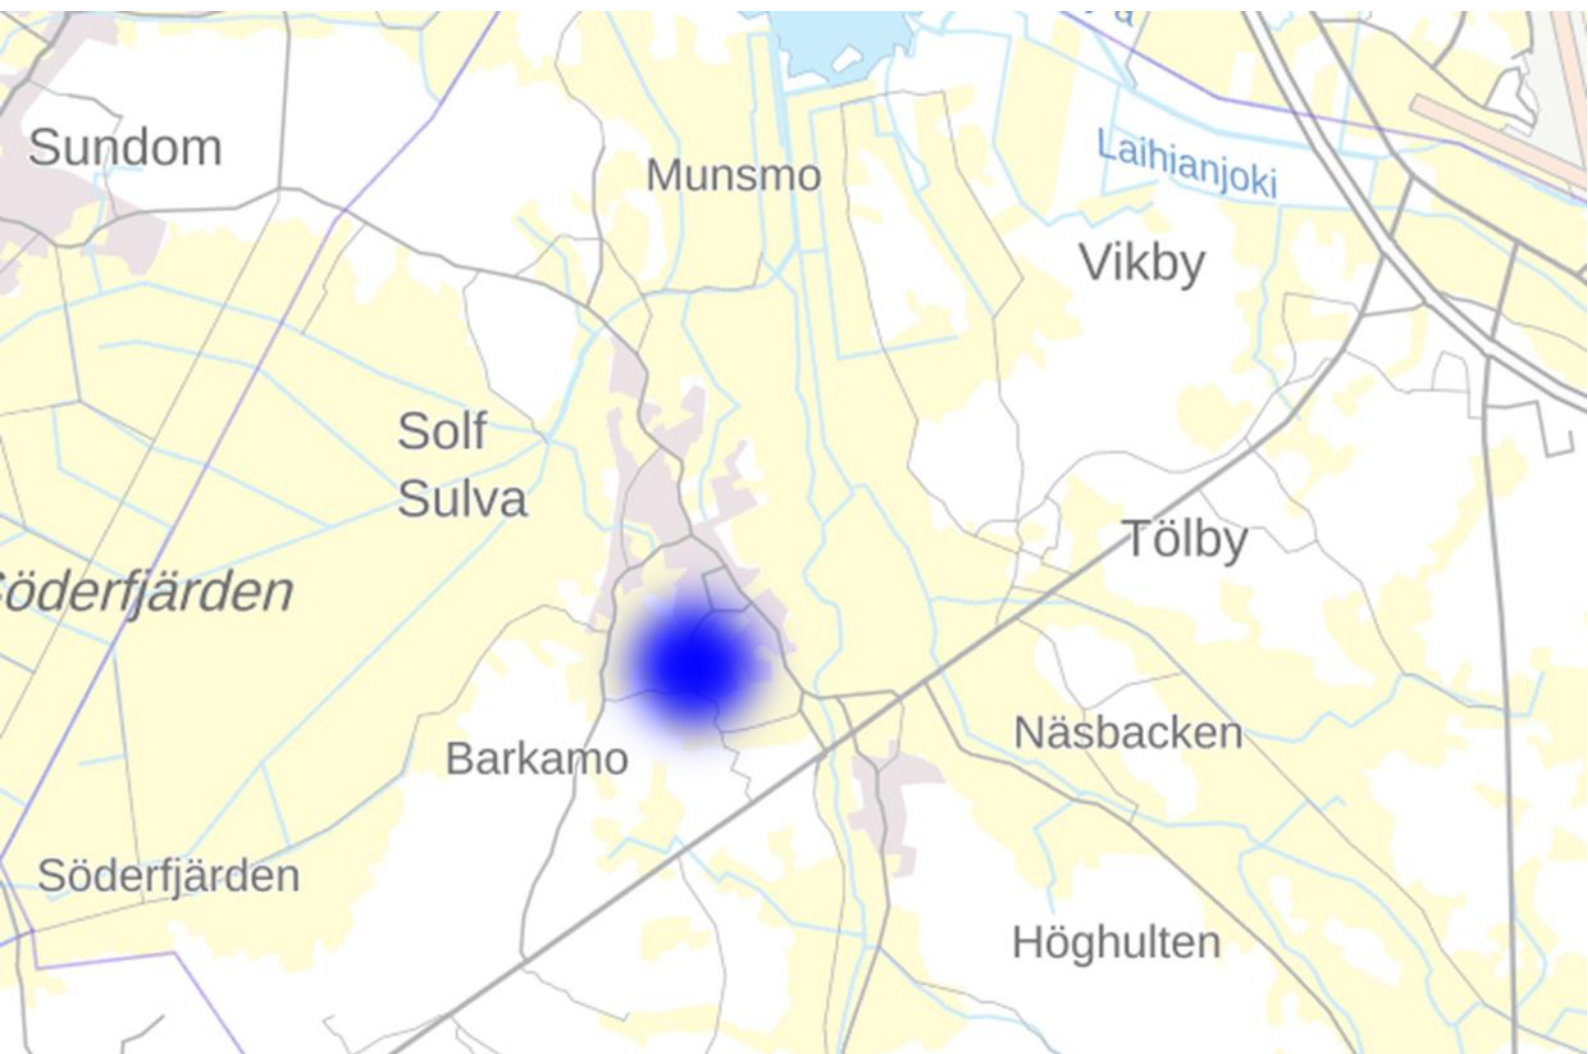 Sundom
Munsmo
Laihianjoki
Vikby
Solf
Sulva
Tölby
Söderfjärden
Näsbacken
Barkamo
Söderfjärden
Höghulten